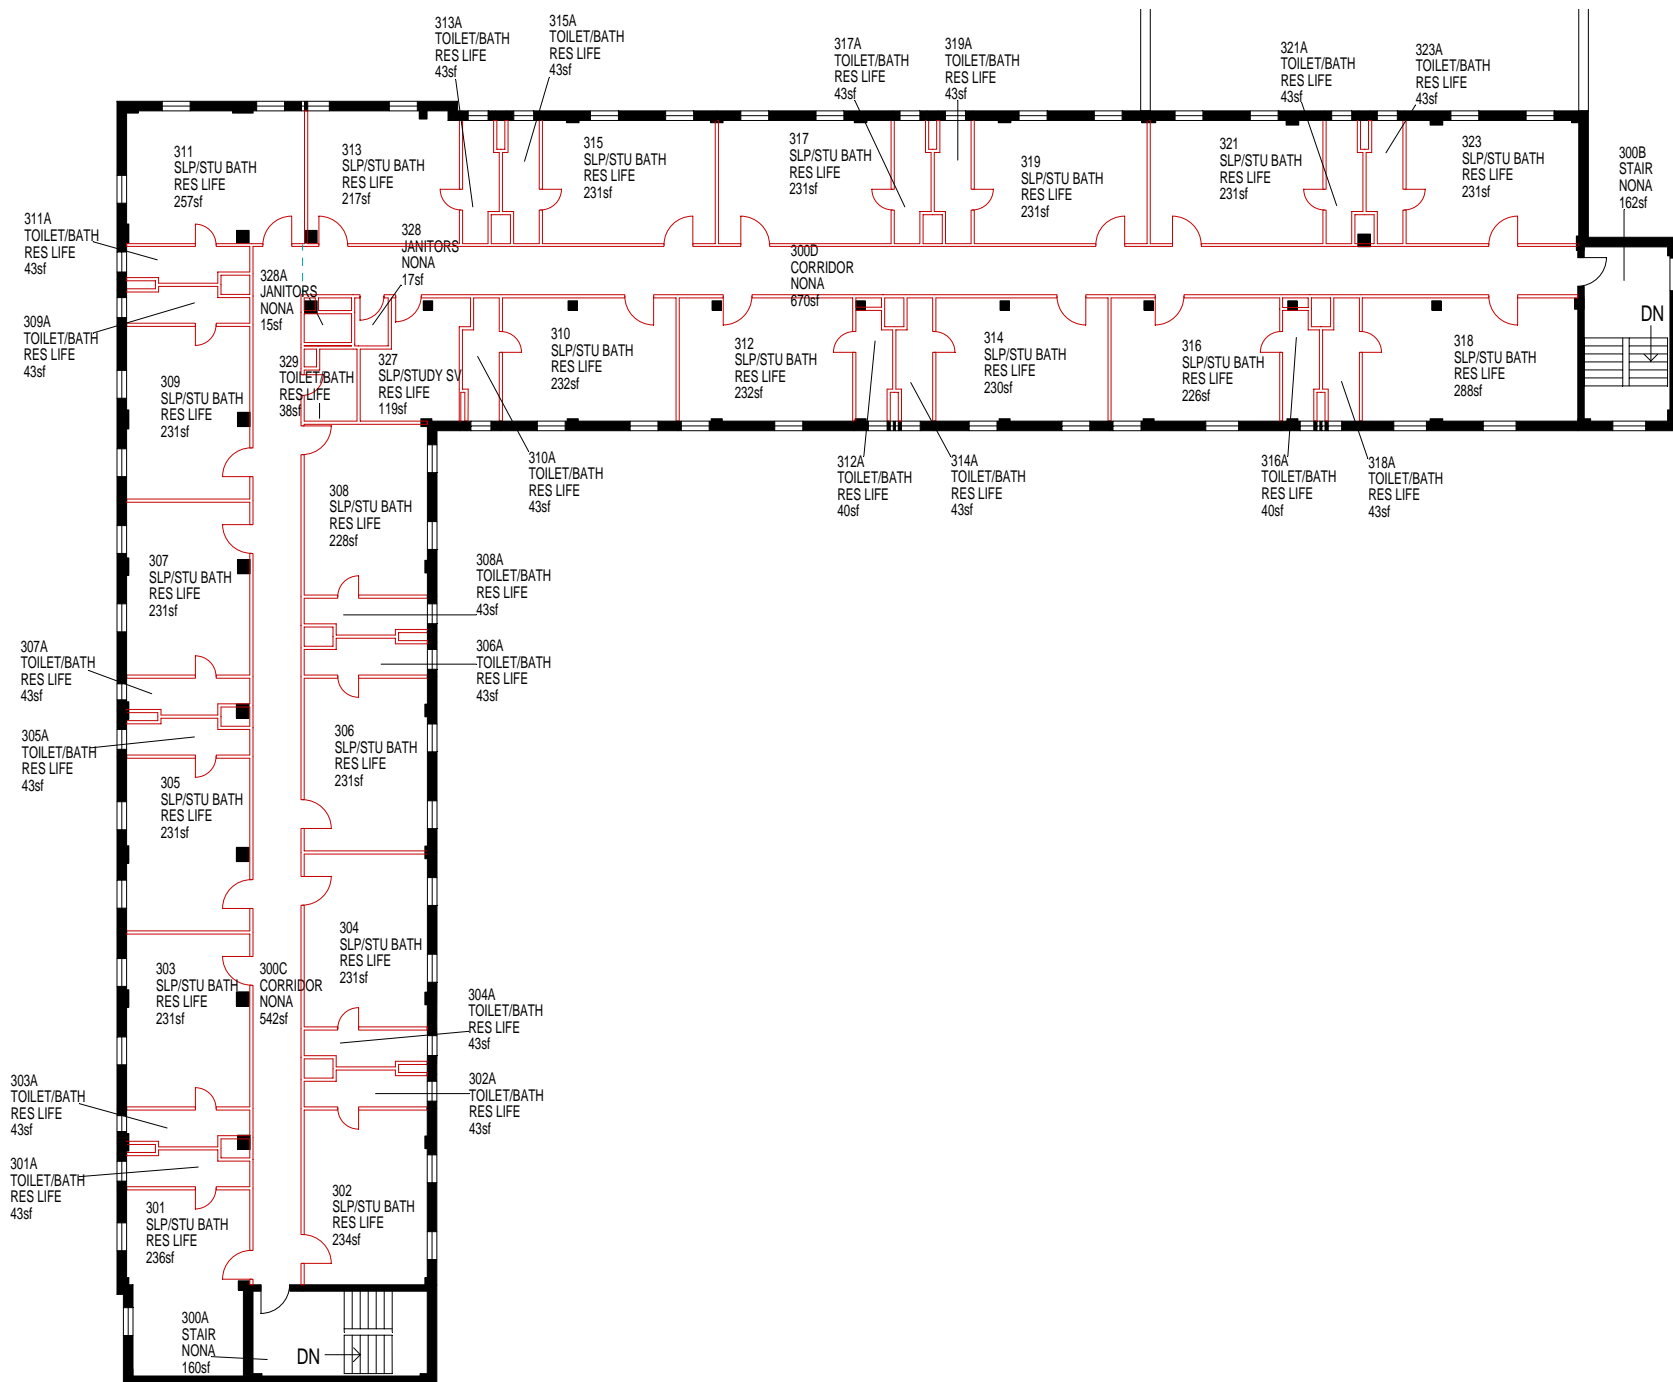 313A
TOILET/BATH
RES LIFE
43sf
315A
TOILET/BATH
RES LIFE
43sf
317A
TOILET/BATH
RES LIFE
43sf
319A
TOILET/BATH
RES LIFE
43sf
321A
TOILET/BATH
RES LIFE
43sf
323A
TOILET/BATH
RES LIFE
43sf
311
SLP/STU BATH
RES LIFE
257sf
313
SLP/STU BATH
RES LIFE
217sf
315
SLP/STU BATH
RES LIFE
231sf
317
SLP/STU BATH
RES LIFE
231sf
319
SLP/STU BATH
RES LIFE
231sf
321
SLP/STU BATH
RES LIFE
231sf
323
SLP/STU BATH
RES LIFE
231sf
300B
STAIR
NONA
162sf
311A
TOILET/BATH
RES LIFE
43sf
328
JANITORS
NONA
17sf
300D
CORRIDOR
NONA
670sf
328A
JANITORS
NONA
15sf
309A
TOILET/BATH
RES LIFE
43sf
DN
329
TOILET/BATH
RES LIFE
38sf
327
SLP/STUDY SV
RES LIFE
119sf
310
SLP/STU BATH
RES LIFE
232sf
312
SLP/STU BATH
RES LIFE
232sf
314
SLP/STU BATH
RES LIFE
230sf
316
SLP/STU BATH
RES LIFE
226sf
318
SLP/STU BATH
RES LIFE
288sf
309
SLP/STU BATH
RES LIFE
231sf
310A
TOILET/BATH
RES LIFE
43sf
312A
TOILET/BATH
RES LIFE
40sf
314A
TOILET/BATH
RES LIFE
43sf
316A
TOILET/BATH
RES LIFE
40sf
318A
TOILET/BATH
RES LIFE
43sf
308
SLP/STU BATH
RES LIFE
228sf
307
SLP/STU BATH
RES LIFE
231sf
308A
TOILET/BATH
RES LIFE
43sf
307A
TOILET/BATH
RES LIFE
43sf
306A
TOILET/BATH
RES LIFE
43sf
305A
TOILET/BATH
RES LIFE
43sf
306
SLP/STU BATH
RES LIFE
231sf
305
SLP/STU BATH
RES LIFE
231sf
304
SLP/STU BATH
RES LIFE
231sf
303
SLP/STU BATH
RES LIFE
231sf
300C
CORRIDOR
NONA
542sf
304A
TOILET/BATH
RES LIFE
43sf
303A
TOILET/BATH
RES LIFE
43sf
302A
TOILET/BATH
RES LIFE
43sf
301A
TOILET/BATH
RES LIFE
43sf
301
SLP/STU BATH
RES LIFE
236sf
302
SLP/STU BATH
RES LIFE
234sf
300A
STAIR
NONA
160sf
DN